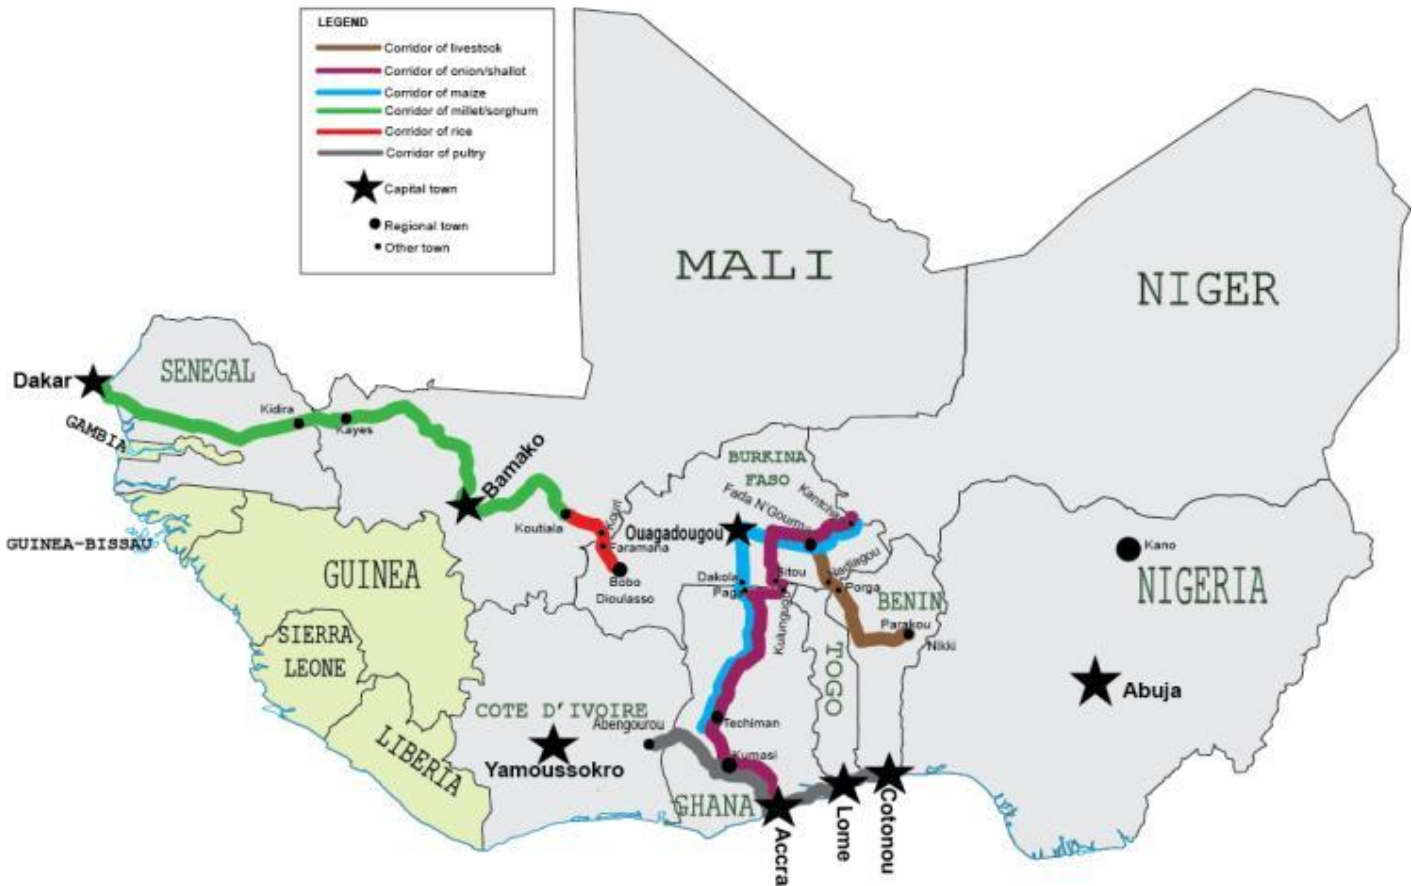 LEGEND
Corridor of livestock
Corridor of onion/shallot
Corridor of maize
Corridor of millet/sorghum
Corridor of rice
Corridor of pultry
Capital town
Regional town
Other town
MALI
NIGER
SENEGAL
Dakar
Kidira
Kayes
GAMBIA
Bamako
BURKINA
FASO
Kantchari
Fada N'Gourma
Ouagadougou
Koutiala
Kouri
Faramana
Bobo
Dioulasso
GUINEA-BISSAU
GUINEA
Kano
NIGERIA
Dakola
Paga
Bitou
Nadiagou
Porga
BENIN
Kulungugu
Parakou
Nikki
SIERRA
LEONE
TOGO
Abuja
COTE D'IVOIRE
Abengourou
Techiman
LIBERIA
Yamoussokro
Kumasi
GHANA
Accra
Lome
Cotonou